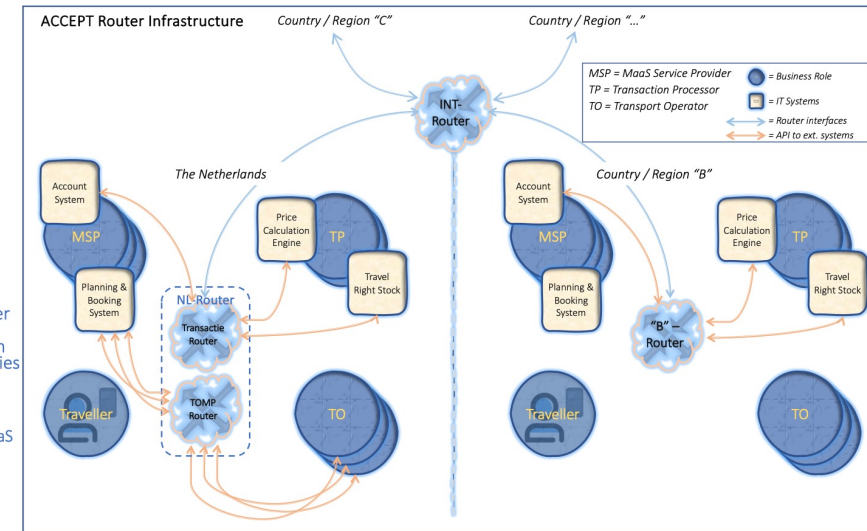 ACCEPT Router Infrastructure
Country / Region “C”
Country / Region “...”
MSP = MaaS Service Provider
TP = Transaction Processor
TO = Transport Operator
= Business Role
= IT Systems
= Router interfaces
= API to ext. systems
INT-
Router
The Netherlands
Country / Region “B”
Account
System
MSP
Planning &
Booking
System
Price
Calculation
Engine
TP
Travel
Right Stock
NL-Router
Transactie
Router
TOMP
Router
Traveller
TO
Account
System
MSP
Planning &
Booking
System
Price
Calculation
Engine
TP
Travel
Right Stock
“B” –
Router
Traveller
TO